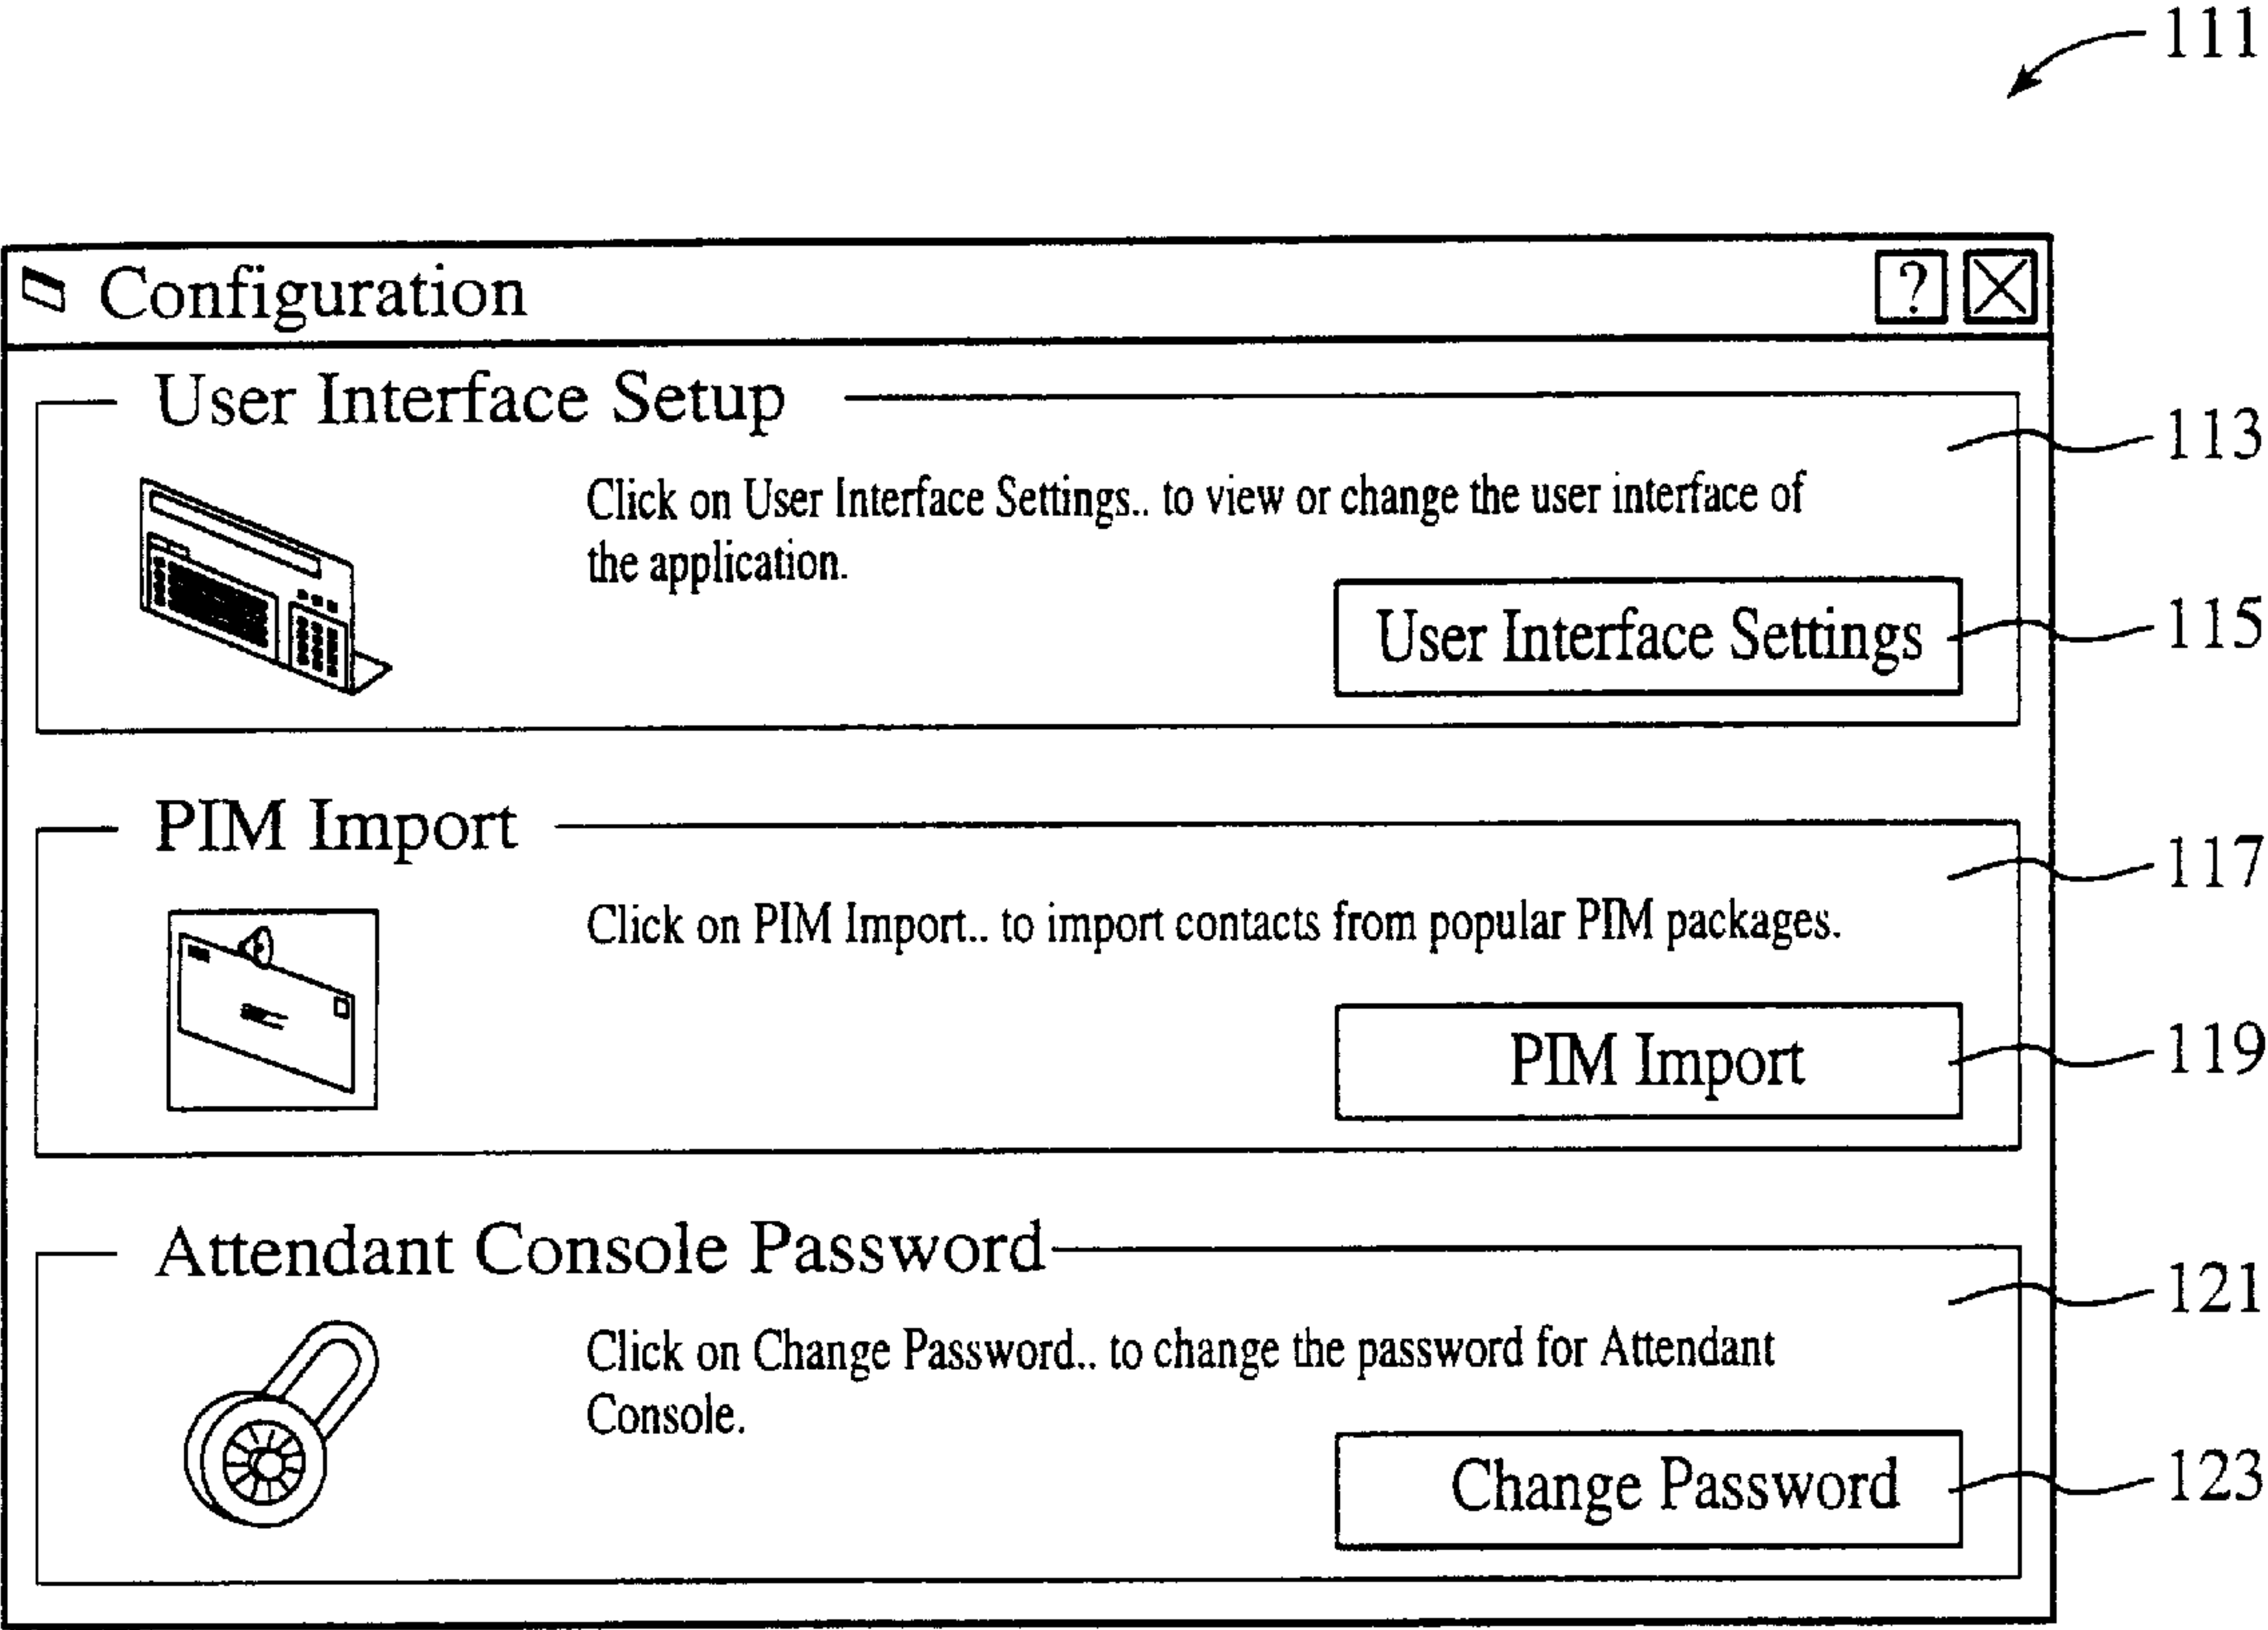 111
Configuration
?
User Interface Setup
113
Click on User Interface Settings.. to view or change the user interface of
the application.
User Interface Settings
115
PIM Import
117
Click on PIM Import.. to import contacts from popular PIM packages.
PIM Import
119
Attendant Console Password
121
Click on Change Password.. to change the password for Attendant
Console.
Change Password
123